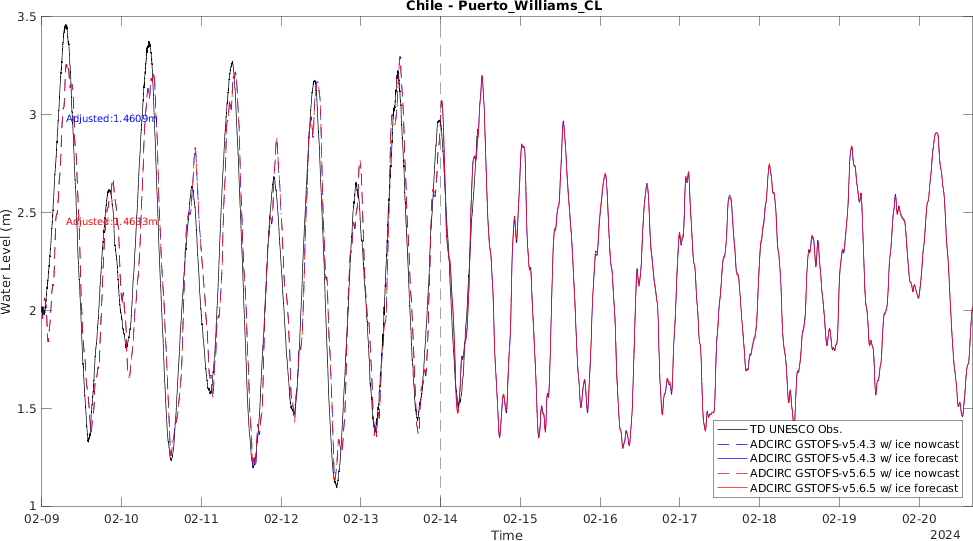 Chile - Puerto_Williams_CL
3.5
3
2.5
2
1.5
1
Water Level (m)
Adjusted:1.4609m
Adjusted:1.4633m
TD UNESCO Obs.
ADCIRC GSTOFS-v5.4.3 w/ ice nowcast
ADCIRC GSTOFS-v5.4.3 w/ ice forecast
ADCIRC GSTOFS-v5.6.5 w/ ice nowcast
ADCIRC GSTOFS-v5.6.5 w/ ice forecast
02-09 02-10 02-11 02-12 02-13 02-14 02-15 02-16 02-17 02-18 02-19 02-20
Time
2024